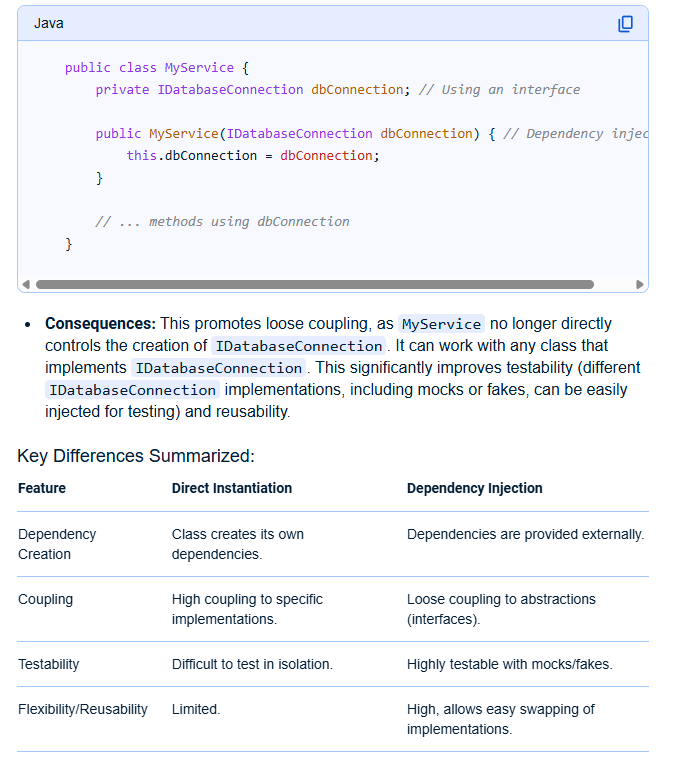 Java
public class MyService {
private IDatabaseConnection dbConnection; // Using an interface
public MyService(IDatabaseConnection dbConnection) { // Dependency injec
this.dbConnection = dbConnection;
}
// ... methods using dbConnection
}
• Consequences: This promotes loose coupling, as MyService no longer directly
controls the creation of IDatabaseConnection. It can work with any class that
implements IDatabaseConnection. This significantly improves testability (different
IDatabaseConnection implementations, including mocks or fakes, can be easily
injected for testing) and reusability.
Key Differences Summarized:
Feature Direct Instantiation Dependency Injection
Dependency Class creates its own Dependencies are provided externally.
Creation dependencies.
Coupling High coupling to specific Loose coupling to abstractions
implementations. (interfaces).
Testability Difficult to test in isolation. Highly testable with mocks/fakes.
Flexibility/Reusability Limited. High, allows easy swapping of
implementations.